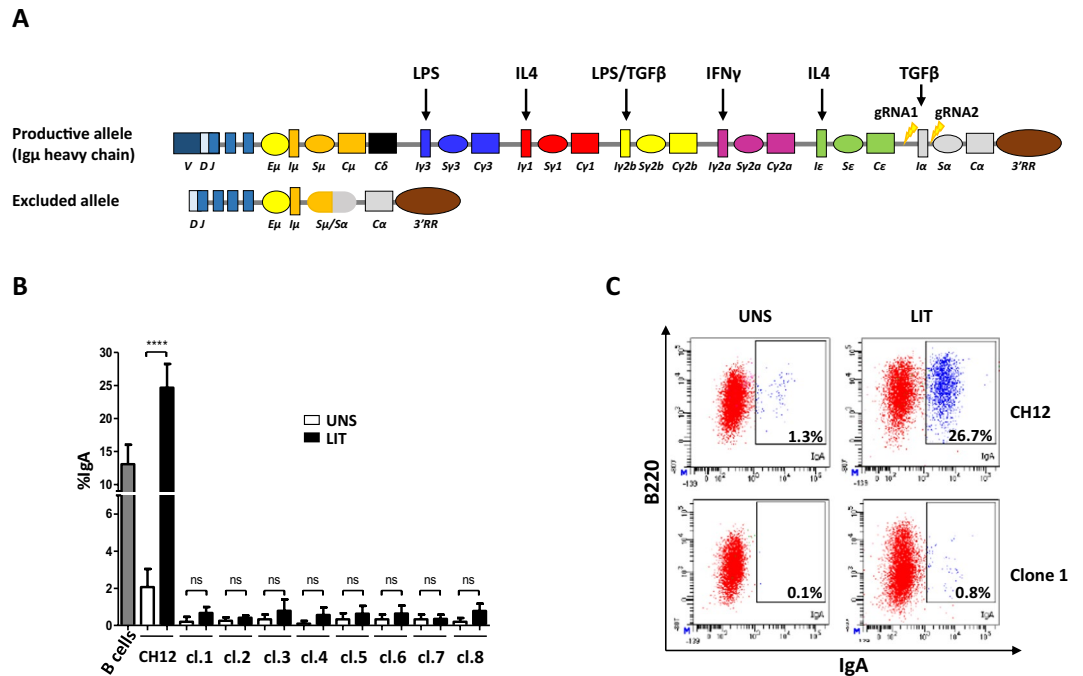 A
LPS IL4 LPS/TGFβ IFNγ IL4 TGFβ
gRNA1 gRNA2
Productive allele
(Igμ heavy chain)
V D J Eμ Iμ Sμ Cμ Cδ Iγ3 Sγ3 Cγ3 Iγ1 Sγ1 Cγ1 Iγ2b Sγ2b Cγ2b Iγ2a Sγ2a Cγ2a Iε Sε Cε Iα Sα Cα 3'RR
Excluded allele
D J Eμ Iμ Sμ/Sα Cα 3'RR
B
%IgA
30
25
20
15
10
6
4
2
0
****
UNS
LIT
ns ns ns ns ns ns ns ns
B cells CH12 cl.1 cl.2 cl.3 cl.4 cl.5 cl.6 cl.7 cl.8
C
UNS LIT
B220
1.3%
IgA
26.7%
IgA
CH12
0.1%
IgA
0.8%
IgA
Clone 1
IgA